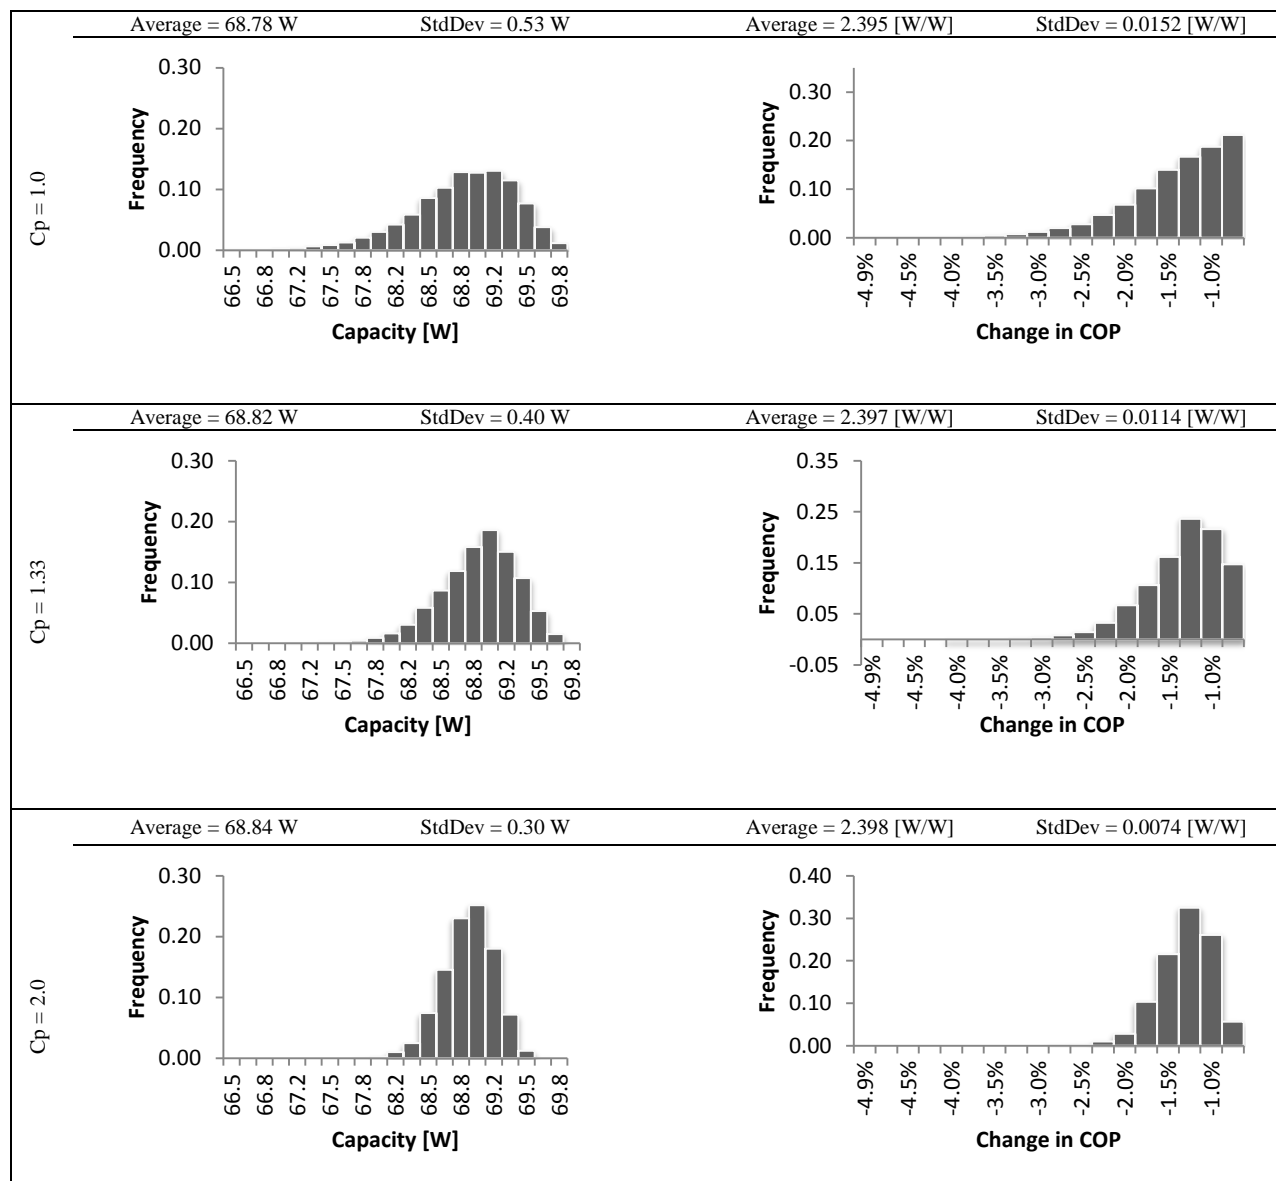 Average = 68.78 W StdDev = 0.53 W Average = 2.395 [W/W] StdDev = 0.0152 [W/W]
Cp = 1.0
0.30
0.20
0.10
0.00
Frequency
66.5 66.8 67.2 67.5 67.8 68.2 68.5 68.8 69.2 69.5 69.8
Capacity [W]
0.30
0.20
0.10
0.00
Frequency
-4.9% -4.5% -4.0% -3.5% -3.0% -2.5% -2.0% -1.5% -1.0%
Change in COP
Average = 68.82 W StdDev = 0.40 W Average = 2.397 [W/W] StdDev = 0.0114 [W/W]
Cp = 1.33
0.30
0.20
0.10
0.00
Frequency
66.5 66.8 67.2 67.5 67.8 68.2 68.5 68.8 69.2 69.5 69.8
Capacity [W]
0.35
0.25
0.15
0.05
-0.05
Frequency
-4.9% -4.5% -4.0% -3.5% -3.0% -2.5% -2.0% -1.5% -1.0%
Change in COP
Average = 68.84 W StdDev = 0.30 W Average = 2.398 [W/W] StdDev = 0.0074 [W/W]
Cp = 2.0
0.30
0.20
0.10
0.00
Frequency
66.5 66.8 67.2 67.5 67.8 68.2 68.5 68.8 69.2 69.5 69.8
Capacity [W]
0.40
0.30
0.20
0.10
0.00
Frequency
-4.9% -4.5% -4.0% -3.5% -3.0% -2.5% -2.0% -1.5% -1.0%
Change in COP